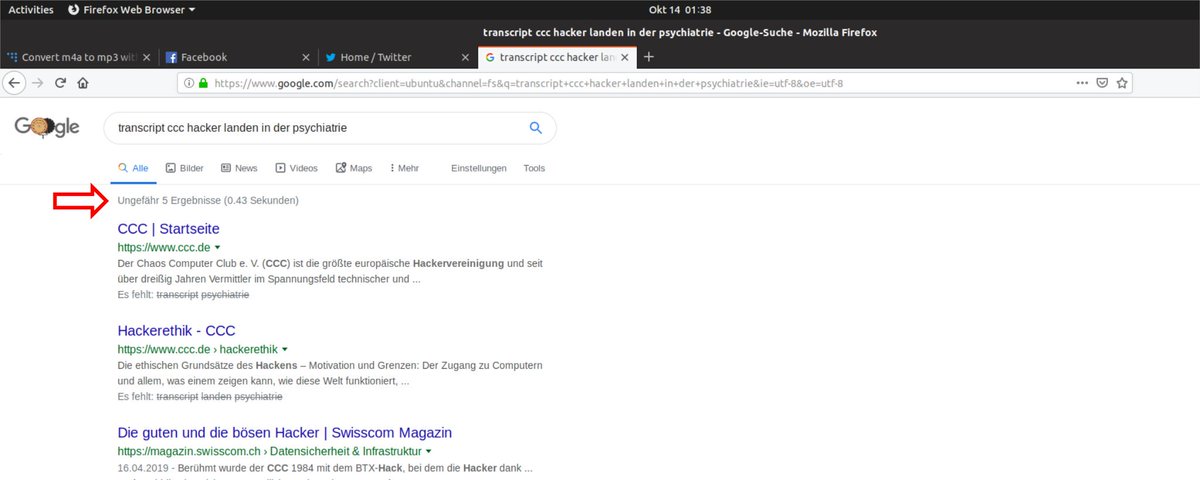 Activities Firefox Web Browser Okt 14 01:38
transcript ccc hacker landen in der psychiatrie - Google-Suche - Mozilla Firefox
Convert m4a to mp3 with Facebook Home / Twitter transcript ccc hacker lan
https://www.google.com/search?client=ubuntu&channel=fs&q=transcript+ccc+hacker+landen+in+der+psychiatrie&ie=utf-8&oe=utf-8
Google transcript ccc hacker landen in der psychiatrie
Alle Bilder News Videos Maps Mehr Einstellungen Tools
Ungefähr 5 Ergebnisse (0.43 Sekunden)
CCC | Startseite
https://www.ccc.de
Der Chaos Computer Club e. V. (CCC) ist die größte europäische Hackervereinigung und seit
über dreißig Jahren Vermittler im Spannungsfeld technischer und ...
Es fehlt: transcript psychiatrie
Hackerethik - CCC
https://www.ccc.de › hackerethik
Die ethischen Grundsätze des Hackens – Motivation und Grenzen: Der Zugang zu Computern
und allem, was einem zeigen kann, wie diese Welt funktioniert, ...
Es fehlt: transcript landen psychiatrie
Die guten und die bösen Hacker | Swisscom Magazin
https://magazin.swisscom.ch › Datensicherheit & Infrastruktur
16.04.2019 - Berühmt wurde der CCC 1984 mit dem BTX-Hack, bei dem die Hacker dank ...